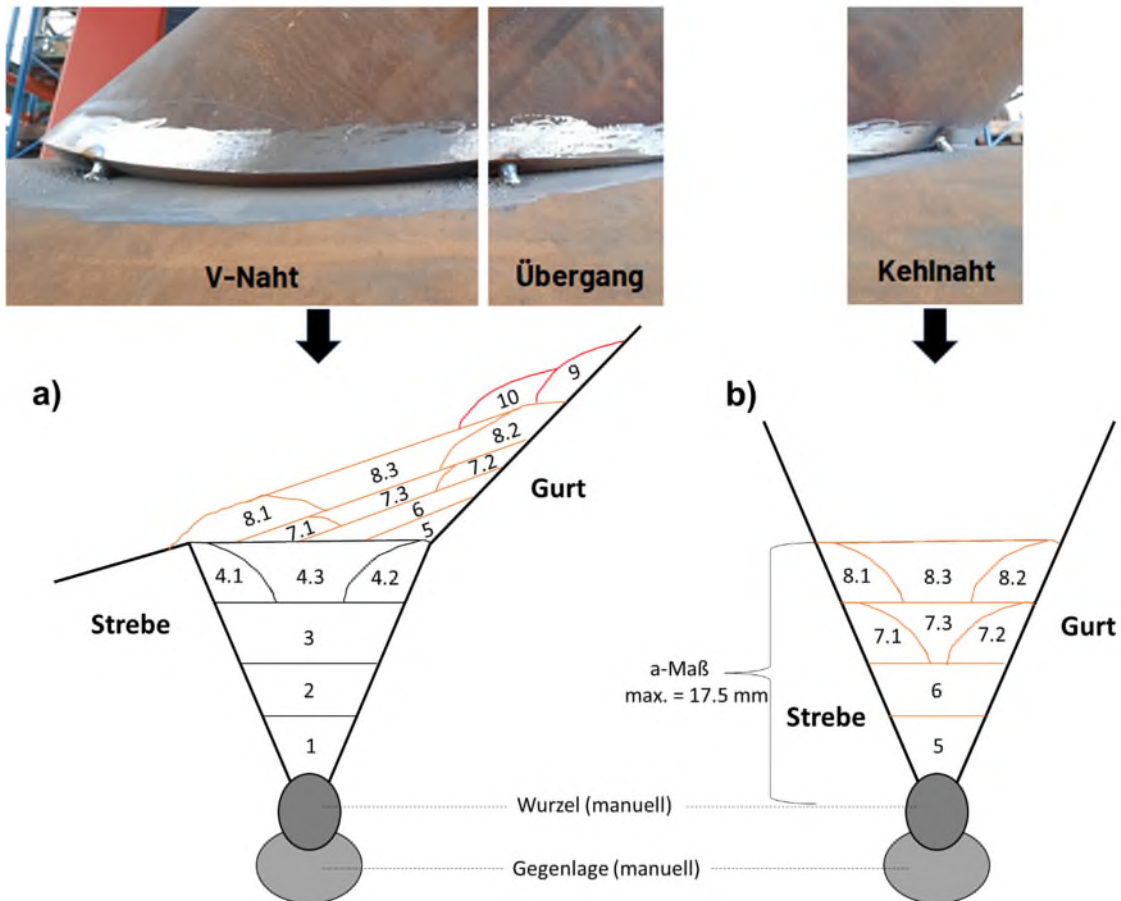 V-Naht
Übergang
Kehlnaht
a)
9
10
8.2
8.3
7.2
7.3
Gurt
8.1
6
7.1
5
4.1
4.3
4.2
Strebe
3
2
1
b)
8.1
8.3
8.2
7.3
7.1
7.2
Gurt
a-Maß
max. = 17.5 mm
6
Strebe
5
Wurzel (manuell)
Gegenlage (manuell)